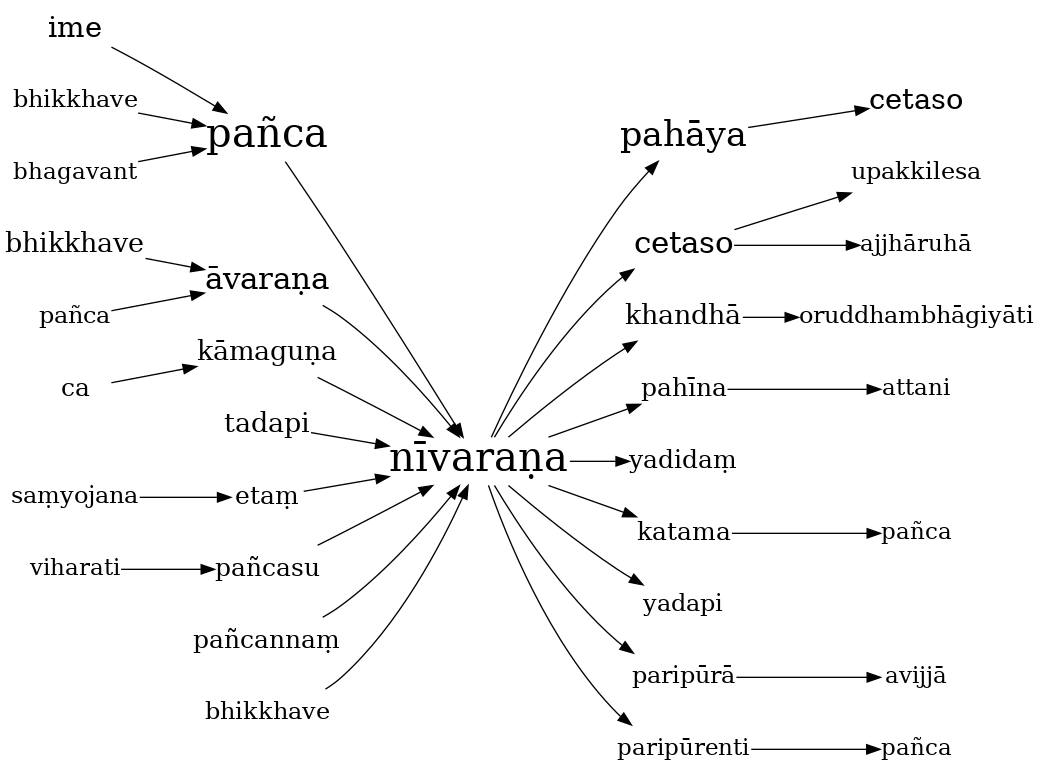 ime
bhikkhave
bhagavant
pañca
bhikkhave
pañca
āvaraṇa
ca
kāmaguṇa
tadapi
saṃyojana
etaṃ
viharati
pañcasu
pañcannaṃ
bhikkhave
nīvaraṇa
pahāya
cetaso
cetaso
upakkilesa
ajjhāruhā
khandhā
oruddhambhāgiyāti
pahīna
attani
yadidaṃ
katama
pañca
yadapi
paripūrā
avijjā
paripūrenti
pañca